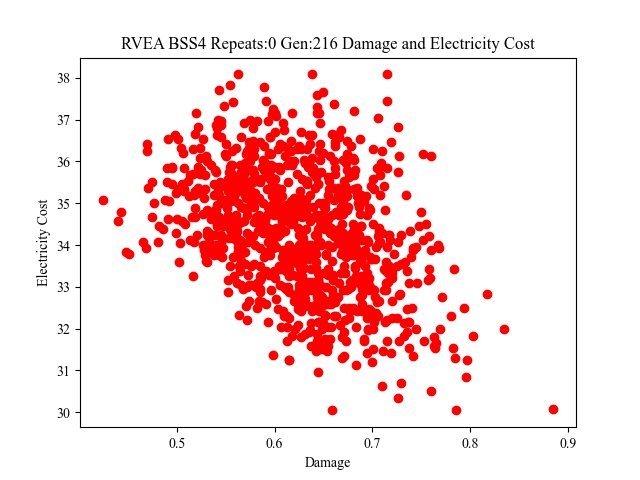 RVEA BSS4 Repeats:0 Gen:216 Damage and Electricity Cost
38
37
36
35
34
33
32
31
30
Electricity Cost
0.5 0.6 0.7 0.8 0.9
Damage